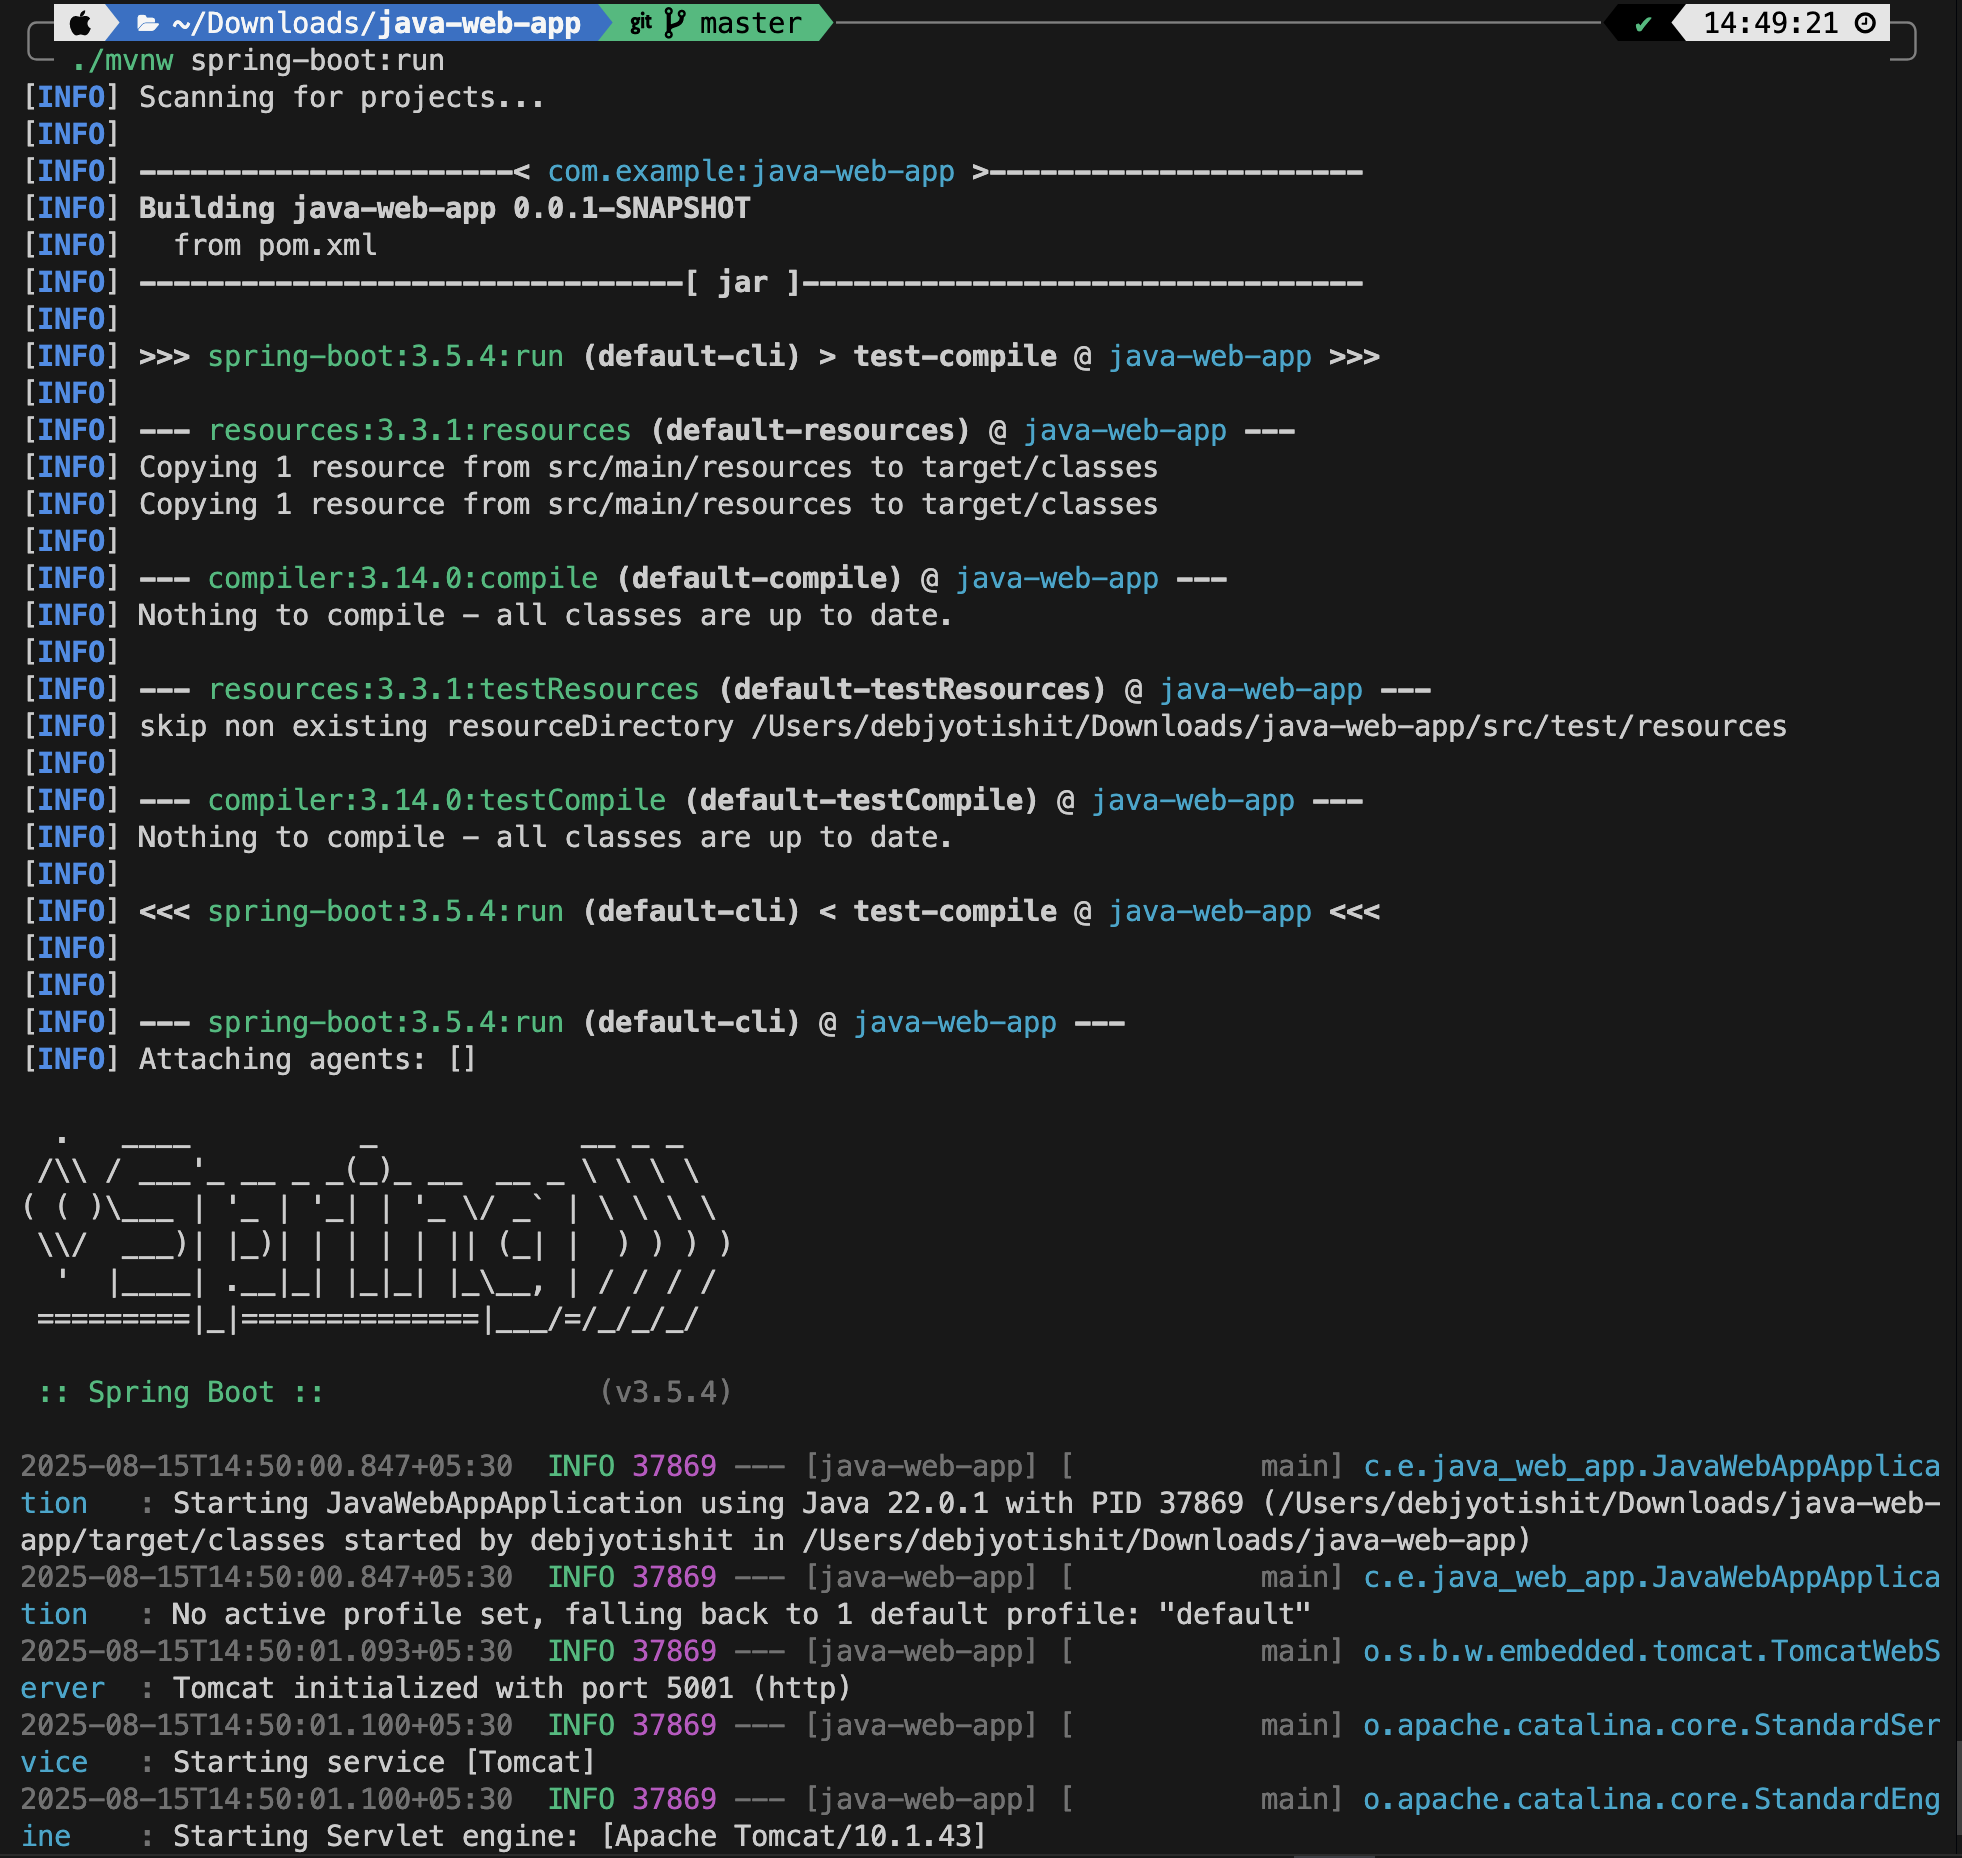 ~/Downloads/java-web-app git master ✔ 14:49:21
./mvnw spring-boot:run
[INFO] Scanning for projects...
[INFO]
[INFO] ----------------------< com.example:java-web-app >----------------------
[INFO] Building java-web-app 0.0.1-SNAPSHOT
[INFO]   from pom.xml
[INFO] --------------------------------[ jar ]---------------------------------
[INFO]
[INFO] >>> spring-boot:3.5.4:run (default-cli) > test-compile @ java-web-app >>>
[INFO]
[INFO] --- resources:3.3.1:resources (default-resources) @ java-web-app ---
[INFO] Copying 1 resource from src/main/resources to target/classes
[INFO] Copying 1 resource from src/main/resources to target/classes
[INFO]
[INFO] --- compiler:3.14.0:compile (default-compile) @ java-web-app ---
[INFO] Nothing to compile - all classes are up to date.
[INFO]
[INFO] --- resources:3.3.1:testResources (default-testResources) @ java-web-app ---
[INFO] skip non existing resourceDirectory /Users/debjyotishit/Downloads/java-web-app/src/test/resources
[INFO]
[INFO] --- compiler:3.14.0:testCompile (default-testCompile) @ java-web-app ---
[INFO] Nothing to compile - all classes are up to date.
[INFO]
[INFO] <<< spring-boot:3.5.4:run (default-cli) < test-compile @ java-web-app <<<
[INFO]
[INFO]
[INFO] --- spring-boot:3.5.4:run (default-cli) @ java-web-app ---
[INFO] Attaching agents: []
  .   ____          _            __ _ _
 /\\ / ___'_ __ _ _(_)_ __  __ _ \ \ \ \
( ( )\___ | '_ | '_| | '_ \/ _` | \ \ \ \
 \\/  ___)| |_)| | | | | || (_| |  ) ) ) )
  '  |____| .__|_| |_|_| |_\__, | / / / /
 =========|_|==============|___/=/_/_/_/
 :: Spring Boot ::                (v3.5.4)
2025-08-15T14:50:00.847+05:30  INFO 37869 --- [java-web-app] [           main] c.e.java_web_app.JavaWebAppApplica
tion   : Starting JavaWebAppApplication using Java 22.0.1 with PID 37869 (/Users/debjyotishit/Downloads/java-web-
app/target/classes started by debjyotishit in /Users/debjyotishit/Downloads/java-web-app)
2025-08-15T14:50:00.847+05:30  INFO 37869 --- [java-web-app] [           main] c.e.java_web_app.JavaWebAppApplica
tion   : No active profile set, falling back to 1 default profile: "default"
2025-08-15T14:50:01.093+05:30  INFO 37869 --- [java-web-app] [           main] o.s.b.w.embedded.tomcat.TomcatWebS
erver  : Tomcat initialized with port 5001 (http)
2025-08-15T14:50:01.100+05:30  INFO 37869 --- [java-web-app] [           main] o.apache.catalina.core.StandardSer
vice   : Starting service [Tomcat]
2025-08-15T14:50:01.100+05:30  INFO 37869 --- [java-web-app] [           main] o.apache.catalina.core.StandardEng
ine    : Starting Servlet engine: [Apache Tomcat/10.1.43]